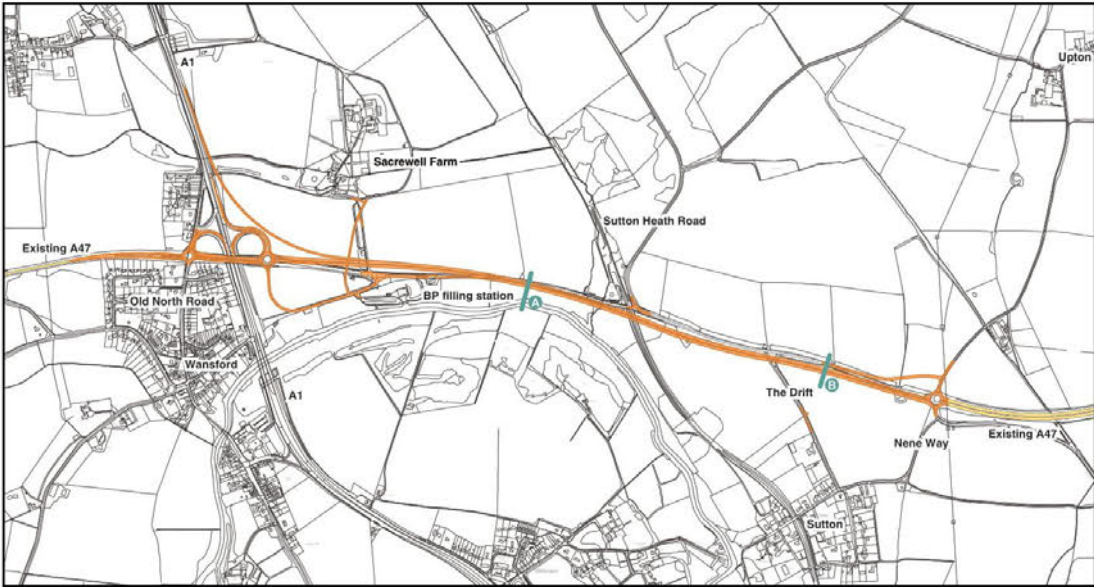 A1
Upton
Sacrewell Farm
Sutton Heath Road
Existing A47
Old North Road
BP filling station
A
Wansford
The Drift
B
A1
Nene Way
Existing A47
Sutton